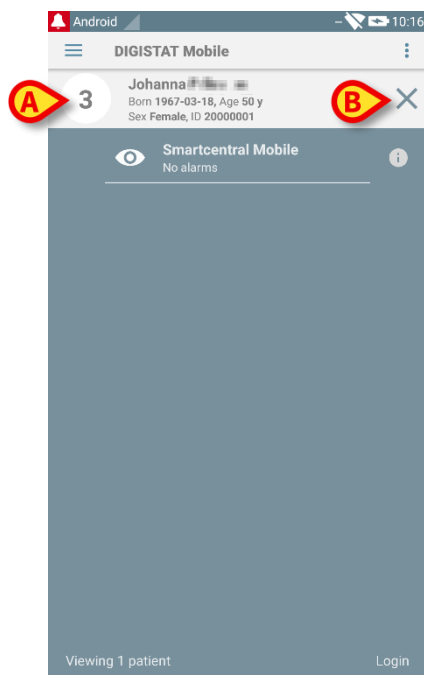 Android
10:16
DIGISTAT Mobile
3
Johanna
Born 1967-03-18, Age 50 y
Sex Female, ID 20000001
A
B
Smartcentral Mobile
No alarms
Viewing 1 patient
Login